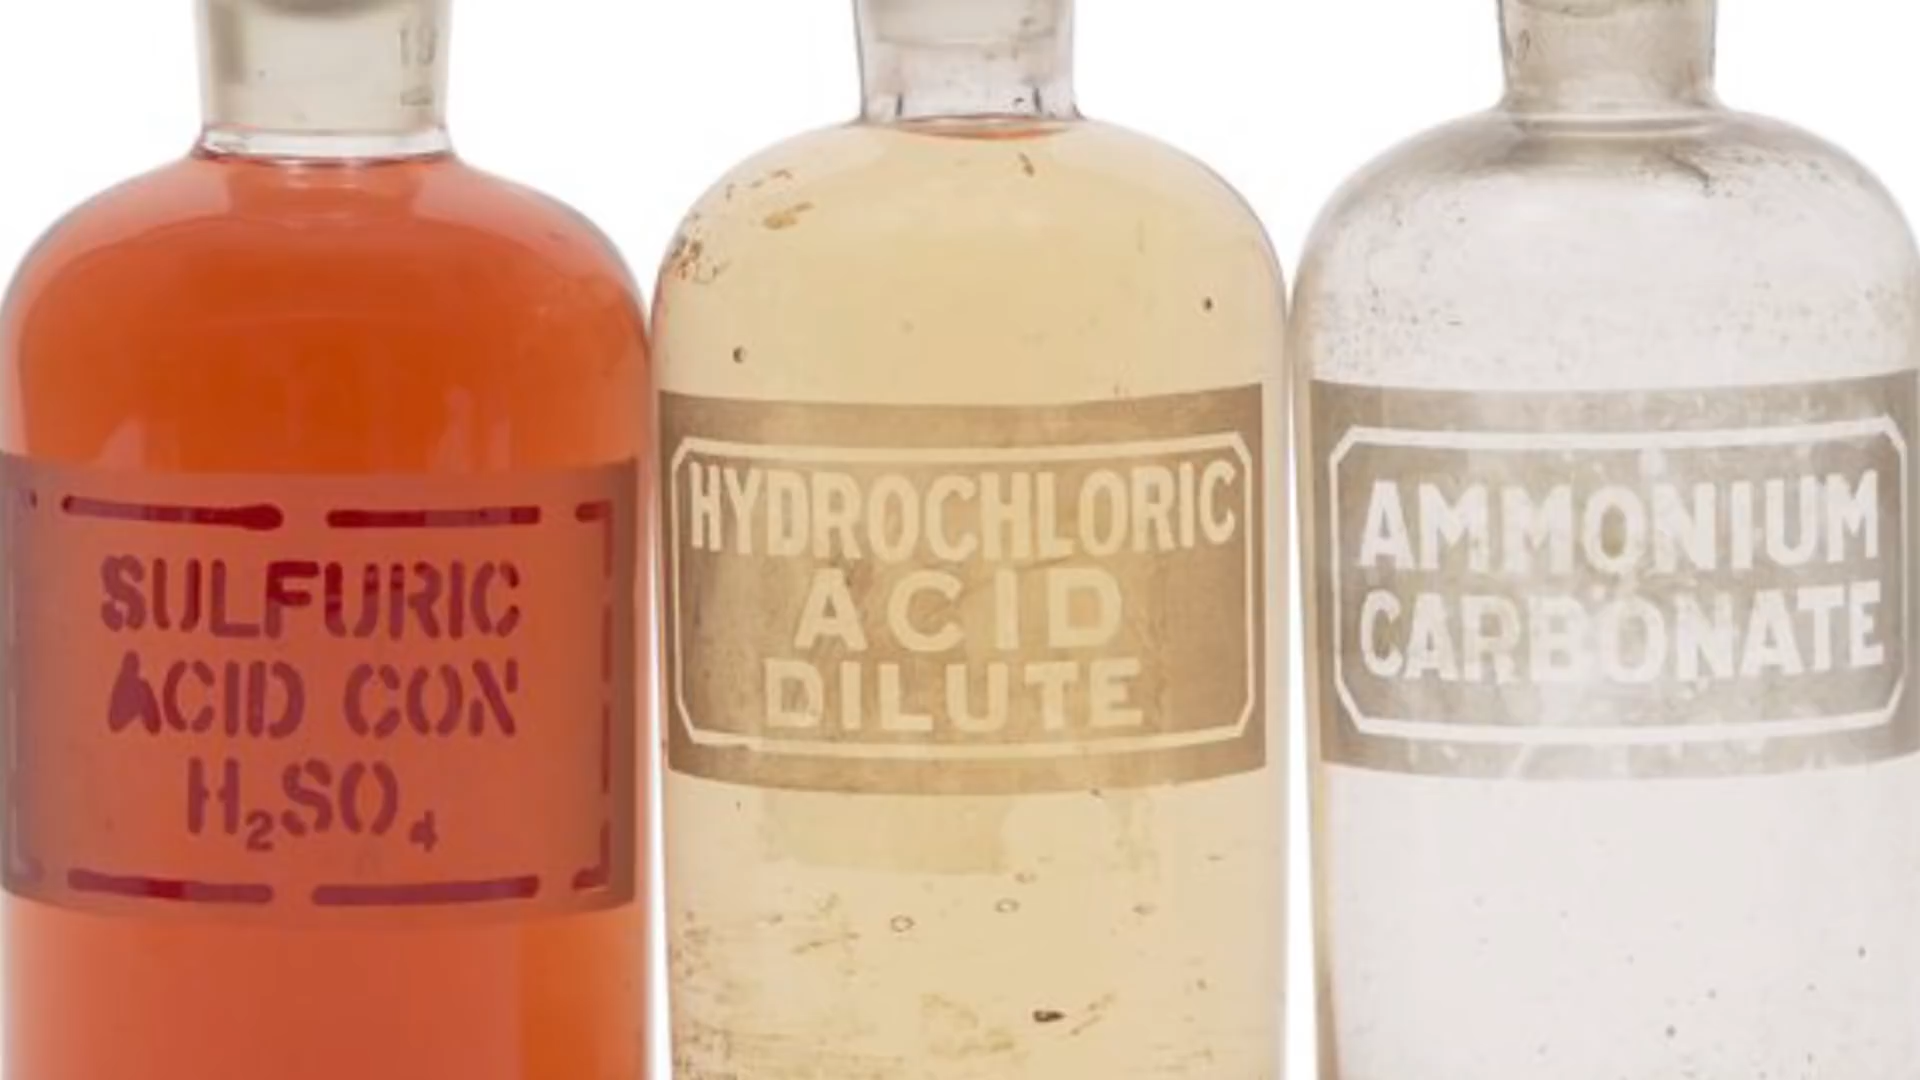 SULFURIC
ACID CON
H₂SO₄
HYDROCHLORIC
ACID
DILUTE
AMMONIUM
CARBONATE